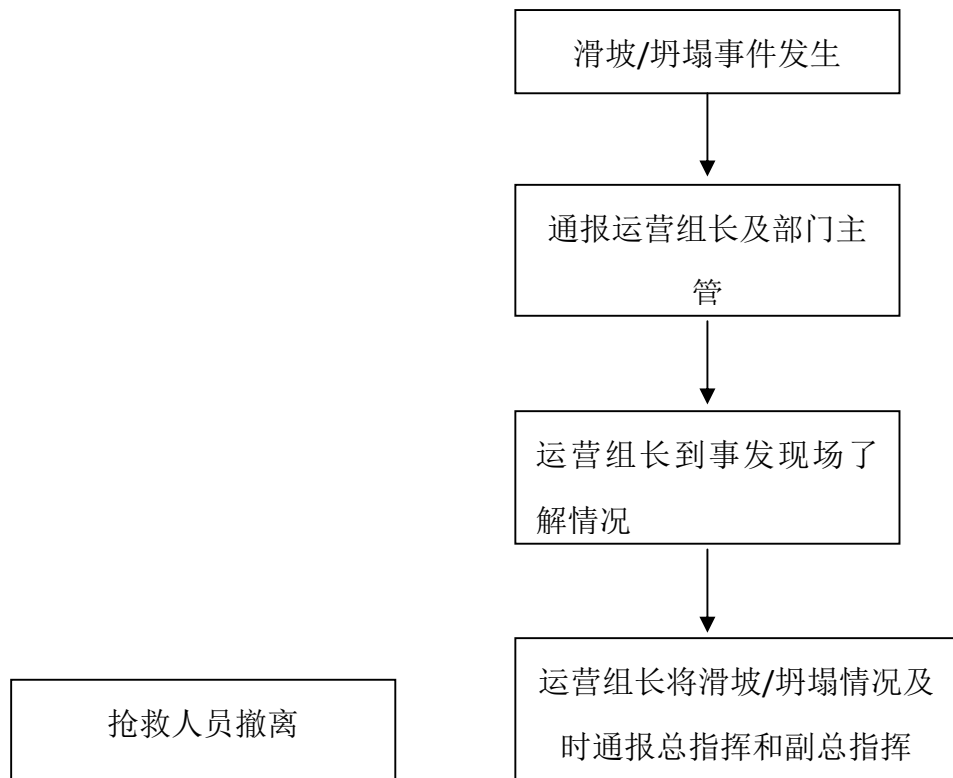 滑坡/坍塌事件发生
通报运营组长及部门主
管
运营组长到事发现场了
解情况
运营组长将滑坡/坍塌情况及
时通报总指挥和副总指挥
抢救人员撤离